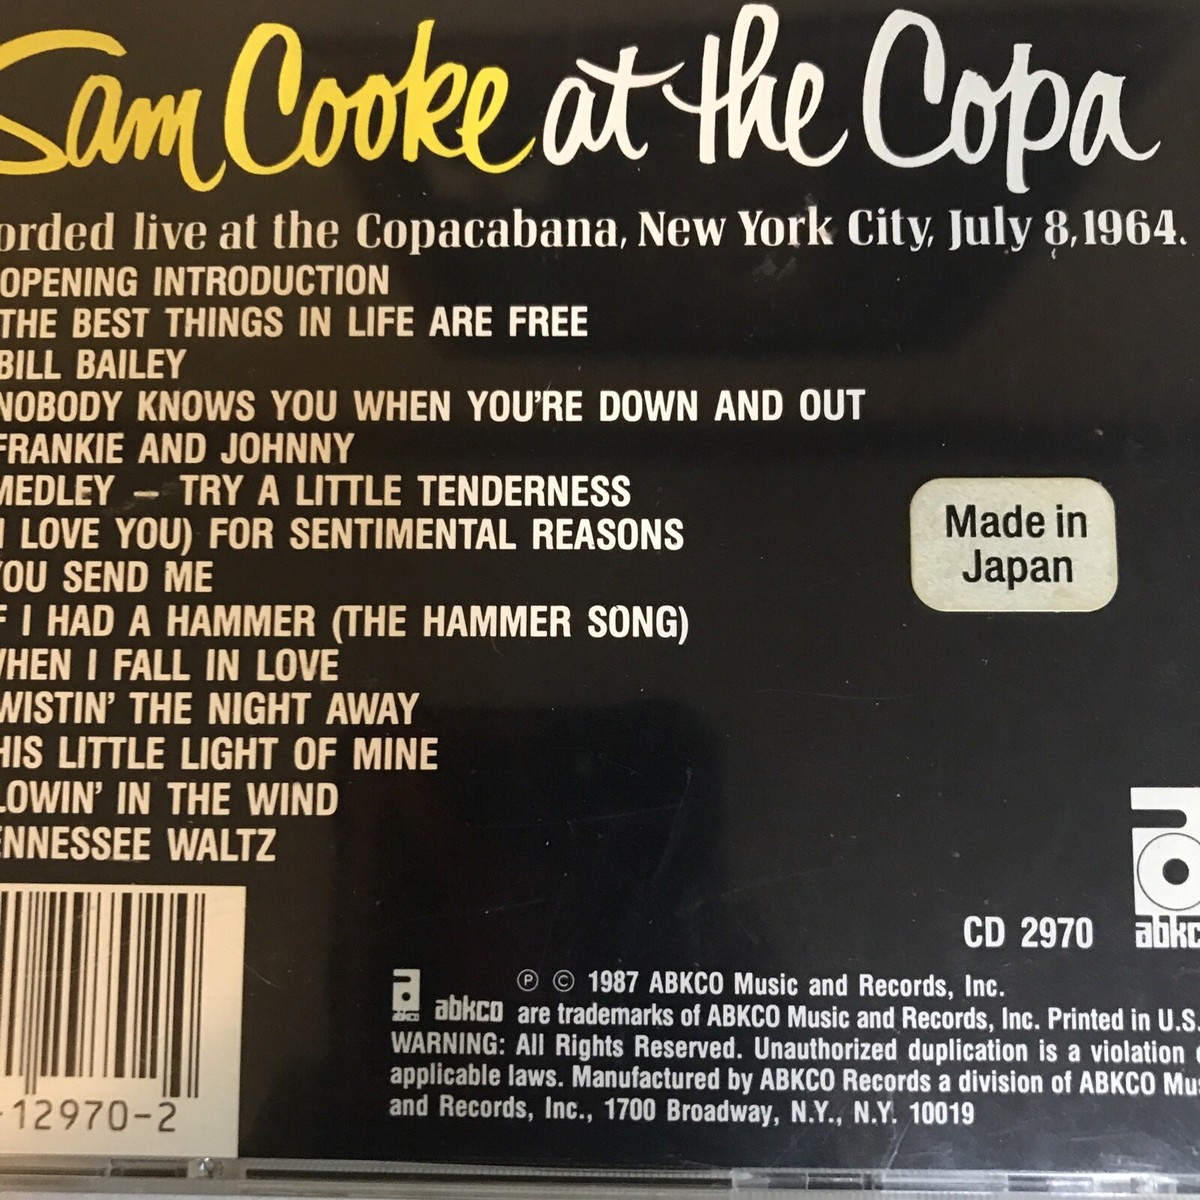 Sam Cooke at the Copa
orded live at the Copacabana, New York City, July 8, 1964.
OPENING INTRODUCTION
THE BEST THINGS IN LIFE ARE FREE
BILL BAILEY
NOBODY KNOWS YOU WHEN YOU'RE DOWN AND OUT
FRANKIE AND JOHNNY
MEDLEY – TRY A LITTLE TENDERNESS
I LOVE YOU) FOR SENTIMENTAL REASONS
YOU SEND ME
F I HAD A HAMMER (THE HAMMER SONG)
WHEN I FALL IN LOVE
WISTIN' THE NIGHT AWAY
HIS LITTLE LIGHT OF MINE
LOWIN' IN THE WIND
ENNESSEE WALTZ
Made in
Japan
CD 2970
abkc
-12970-2
℗ © 1987 ABKCO Music and Records, Inc.
abkco are trademarks of ABKCO Music and Records, Inc. Printed in U.S.
WARNING: All Rights Reserved. Unauthorized duplication is a violation o
applicable laws. Manufactured by ABKCO Records a division of ABKCO Mus
and Records, Inc., 1700 Broadway, N.Y., N.Y. 10019